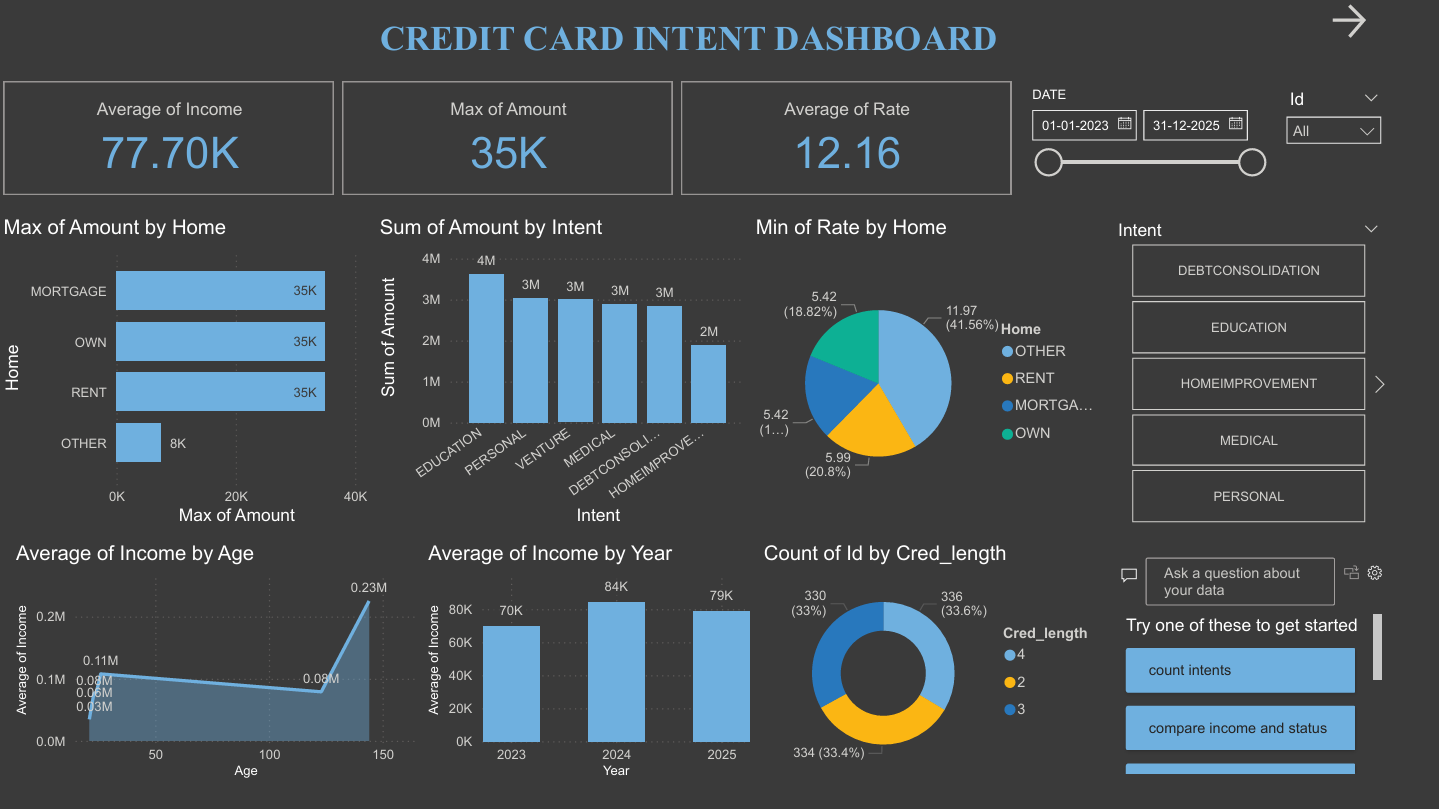 CREDIT CARD INTENT DASHBOARD
Average of Income
77.70K
Max of Amount
35K
Average of Rate
12.16
DATE
01-01-2023
31-12-2025
Id
All
Max of Amount by Home
Home
MORTGAGE
35K
OWN
35K
RENT
35K
OTHER
8K
0K
20K
40K
Max of Amount
Sum of Amount by Intent
Sum of Amount
4M
3M
2M
1M
0M
4M
3M
3M
3M
3M
2M
EDUCATION
PERSONAL
VENTURE
MEDICAL
DEBTCONSOLI...
HOMEIMPROVE...
Intent
Min of Rate by Home
5.42
(18.82%)
11.97
(41.56%)
5.42
(1...)
5.99
(20.8%)
Home
OTHER
RENT
MORTGA...
OWN
Intent
DEBTCONSOLIDATION
EDUCATION
HOMEIMPROVEMENT
MEDICAL
PERSONAL
Average of Income by Age
Average of Income
0.2M
0.1M
0.0M
0.23M
0.11M
0.08M
0.06M
0.03M
0.08M
50
100
150
Age
Average of Income by Year
Average of Income
80K
60K
40K
20K
0K
70K
84K
79K
2023
2024
2025
Year
Count of Id by Cred_length
330
(33%)
336
(33.6%)
334 (33.4%)
Cred_length
4
2
3
Ask a question about
your data
Try one of these to get started
count intents
compare income and status